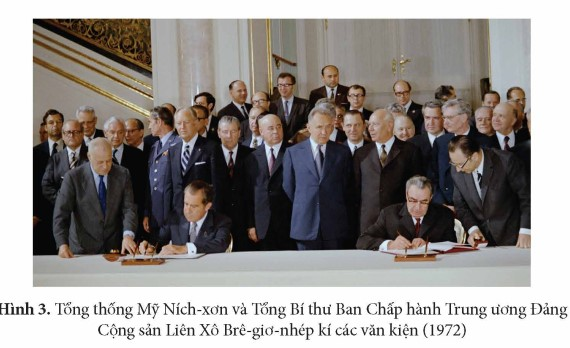 Hình 3. Tổng thống Mỹ Ních-xơn và Tổng Bí thư Ban Chấp hành Trung ương Đảng
Cộng sản Liên Xô Brê-giơ-nhép kí các văn kiện (1972)